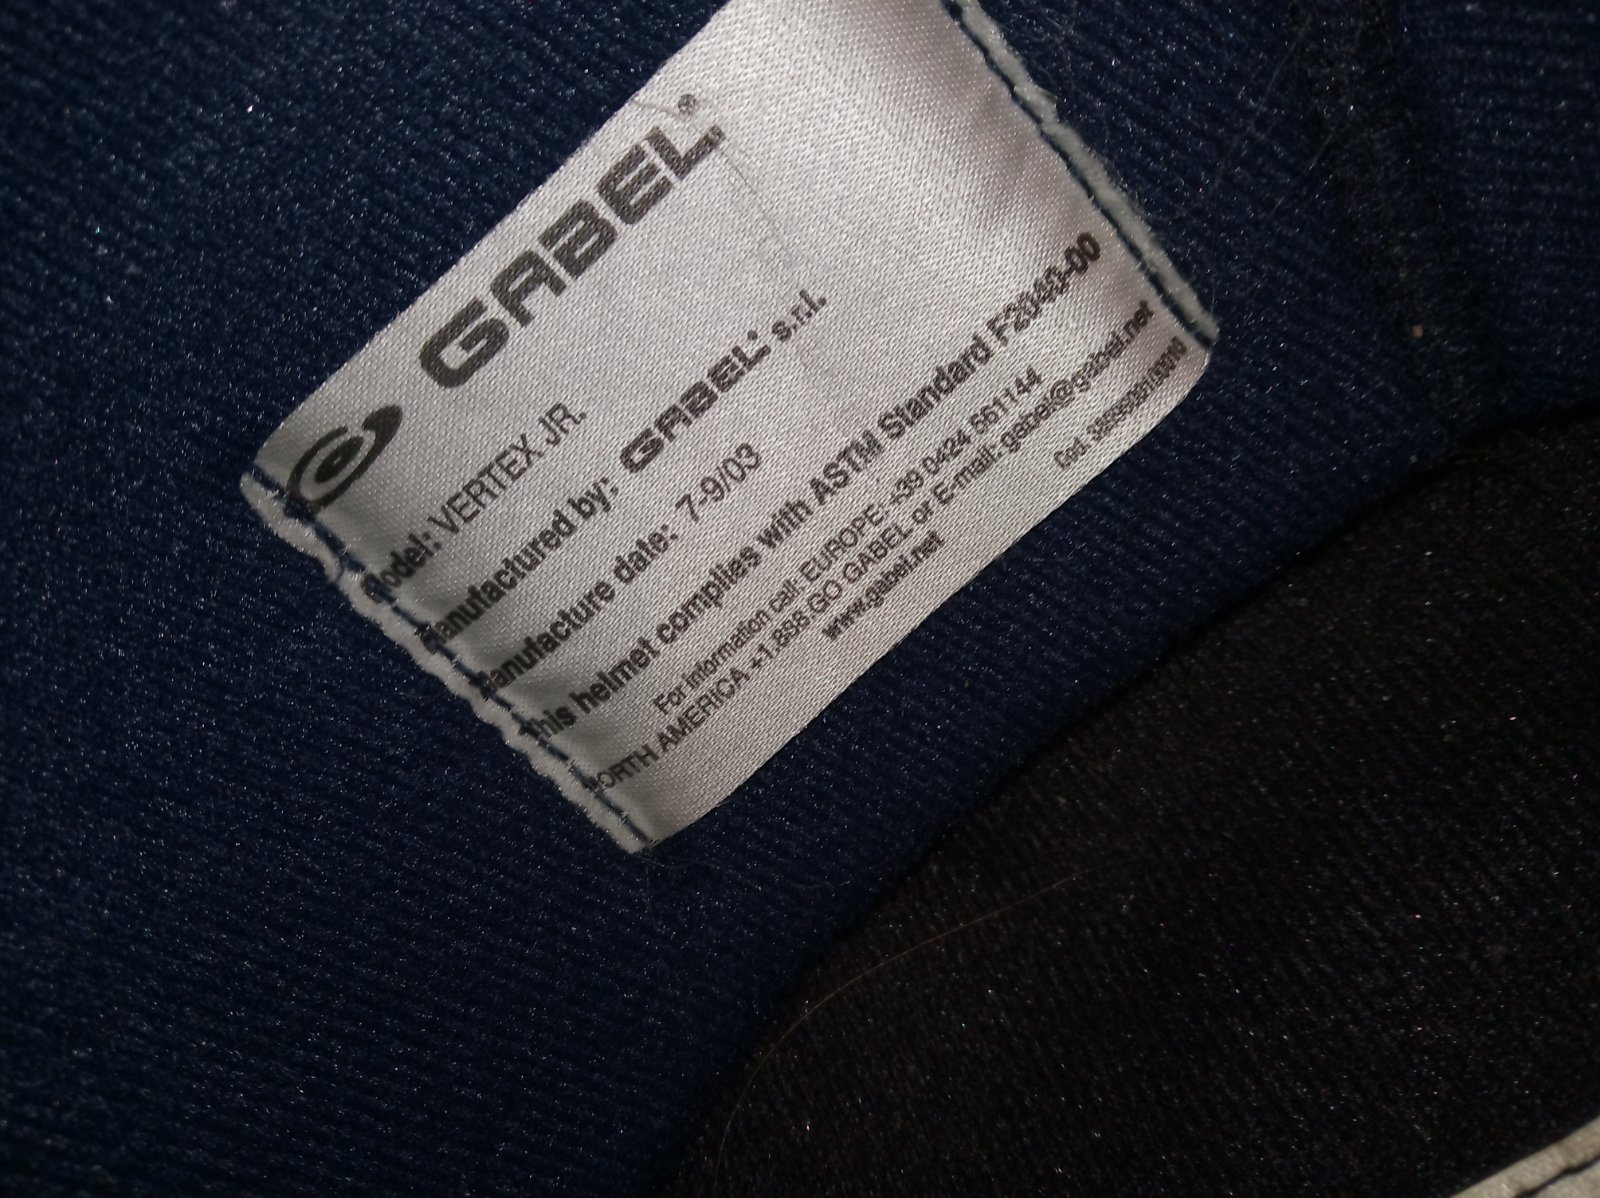 GABEL®
Model: VERTEX JR.
Manufactured by: GABEL® s.r.l.
Manufacture date: 7-9/03
This helmet complies with ASTM Standard F2040-00
For information call: EUROPE: +39 0424 561144
NORTH AMERICA +1.888.GO GABEL or E-mail: gabel@gabel.net
www.gabel.net
Cod.